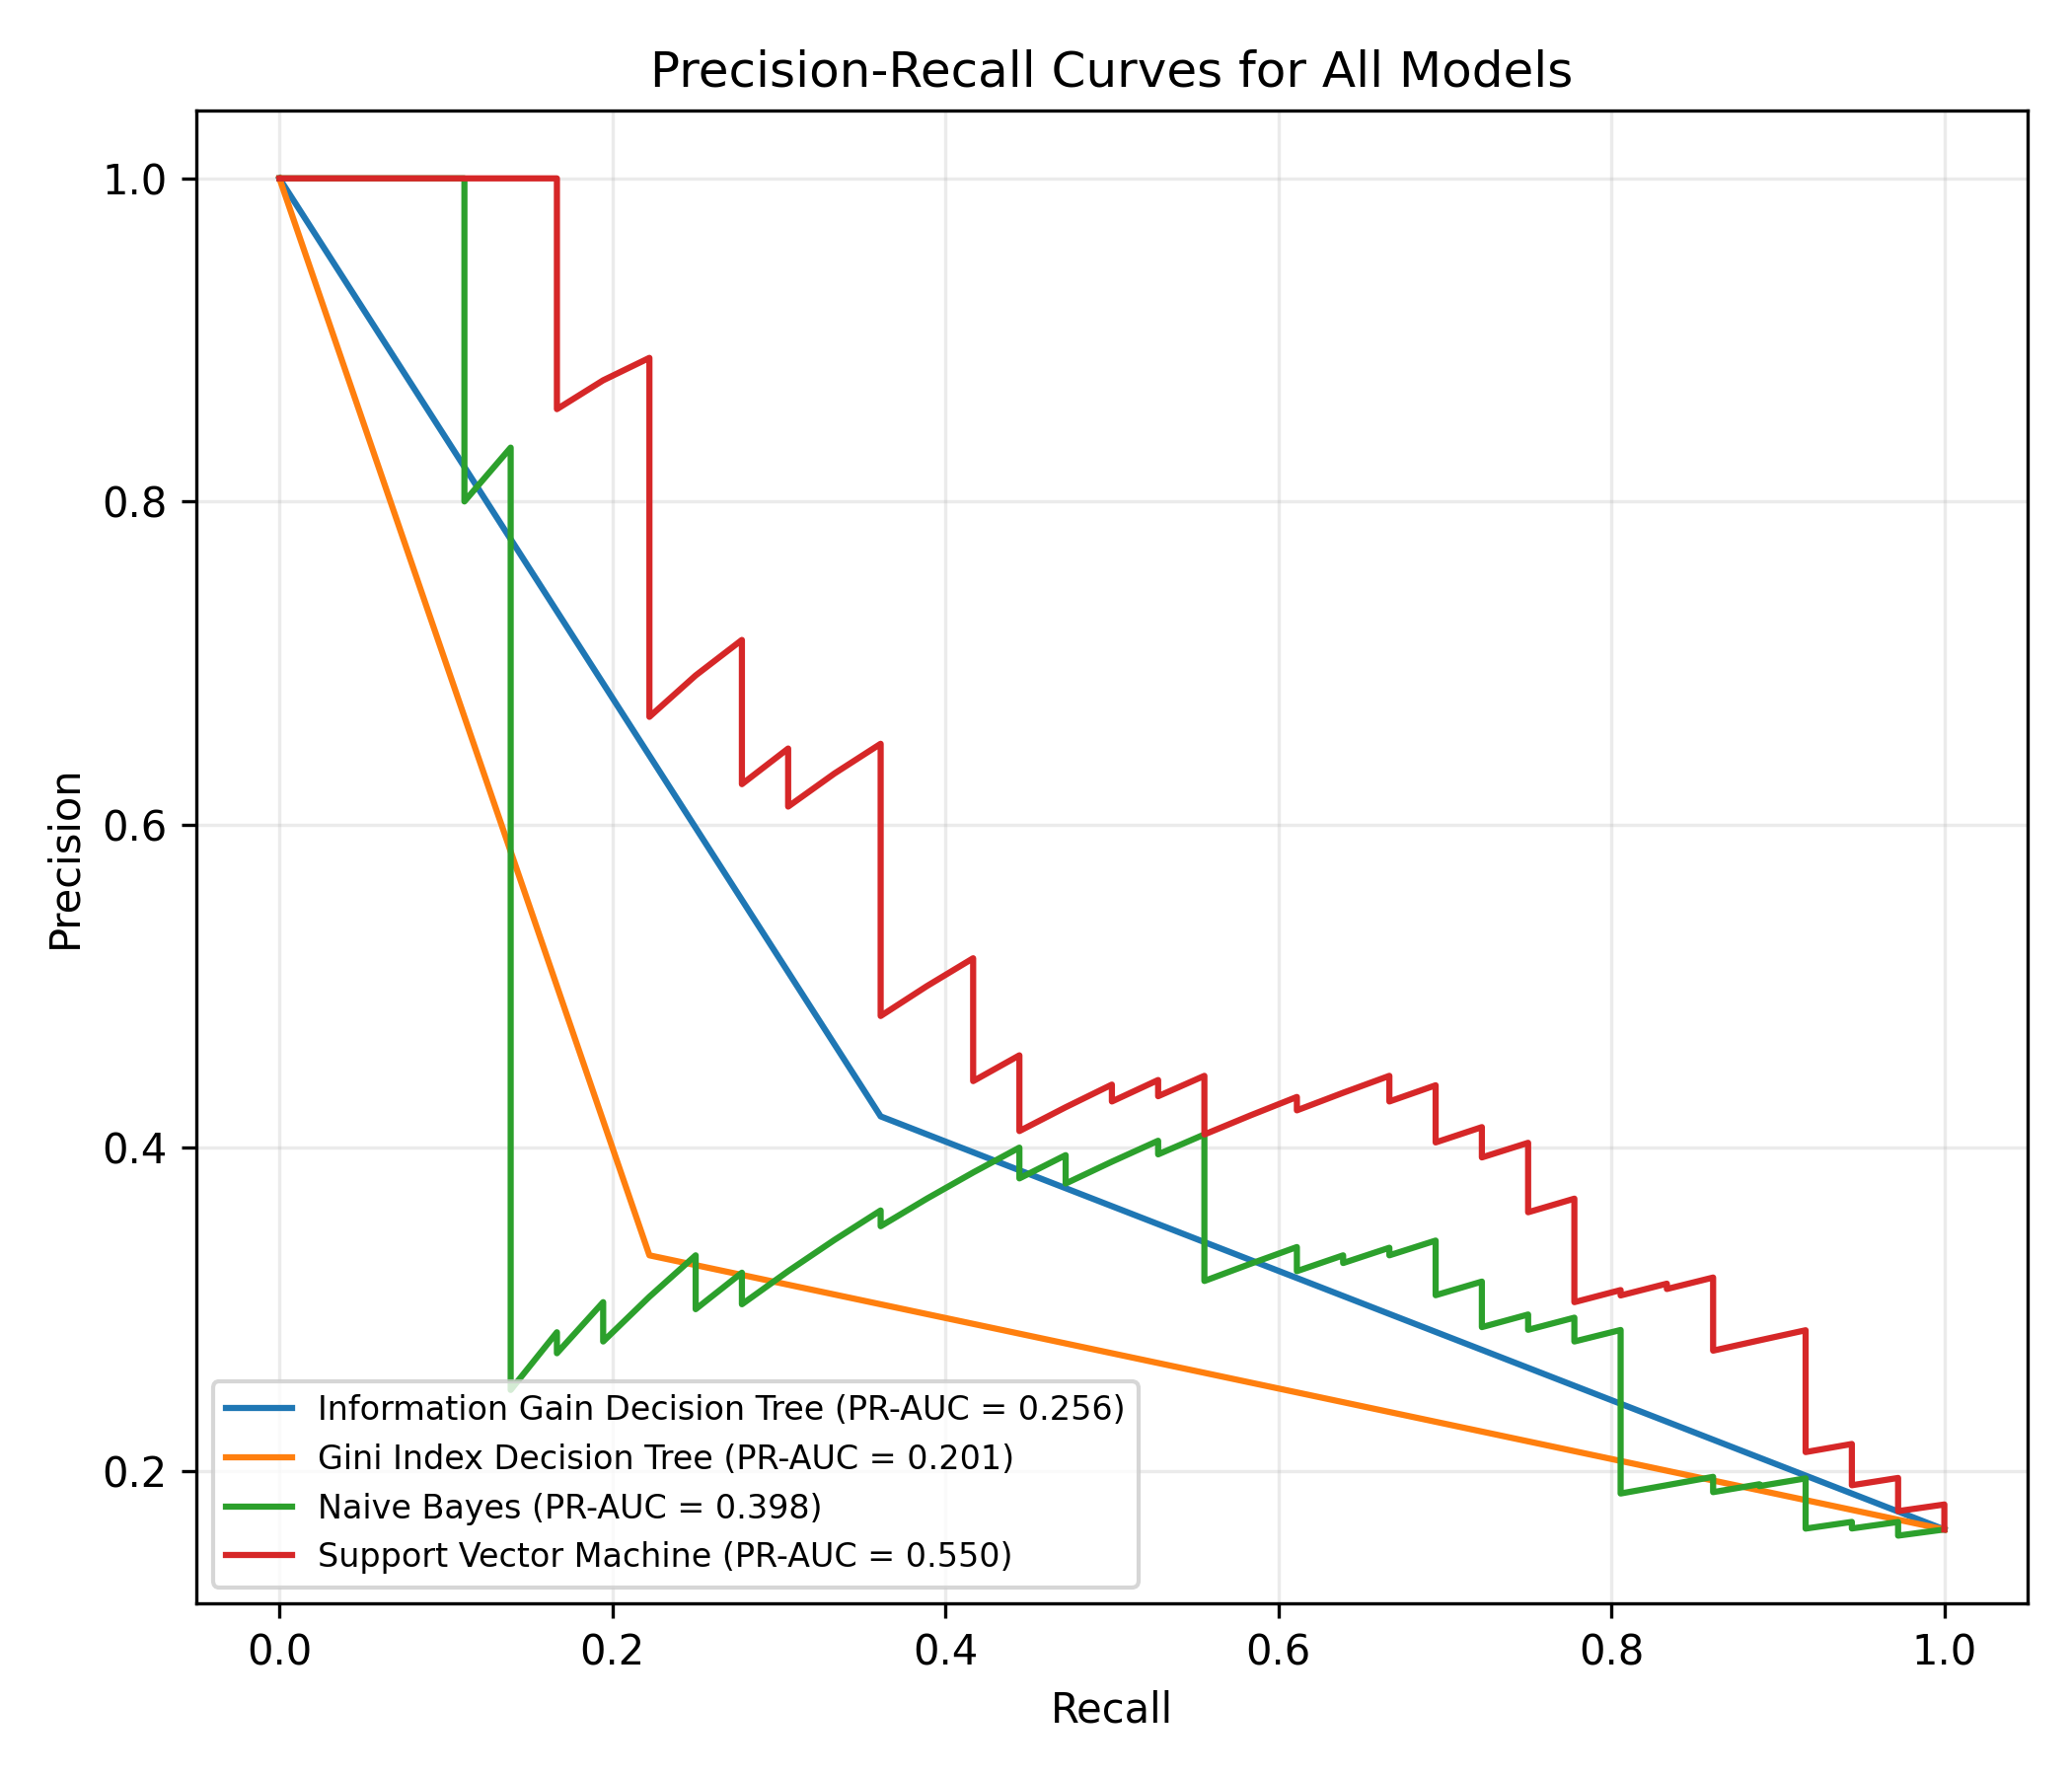 Precision-Recall Curves for All Models
Precision
1.0
0.8
0.6
0.4
0.2
Information Gain Decision Tree (PR-AUC = 0.256)
Gini Index Decision Tree (PR-AUC = 0.201)
Naive Bayes (PR-AUC = 0.398)
Support Vector Machine (PR-AUC = 0.550)
0.0 0.2 0.4 0.6 0.8 1.0
Recall